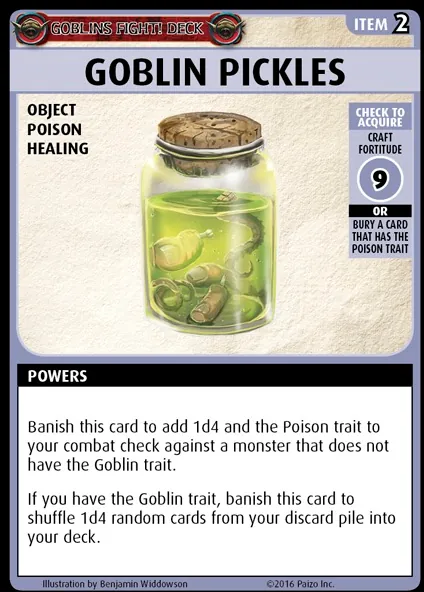 GOBLINS FIGHT! DECK
ITEM 2
GOBLIN PICKLES
OBJECT
POISON
HEALING
CHECK TO
ACQUIRE
CRAFT
FORTITUDE
9
OR
BURY A CARD
THAT HAS THE
POISON TRAIT
POWERS
Banish this card to add 1d4 and the Poison trait to
your combat check against a monster that does not
have the Goblin trait.
If you have the Goblin trait, banish this card to
shuffle 1d4 random cards from your discard pile into
your deck.
Illustration by Benjamin Widdowson
©2016 Paizo Inc.